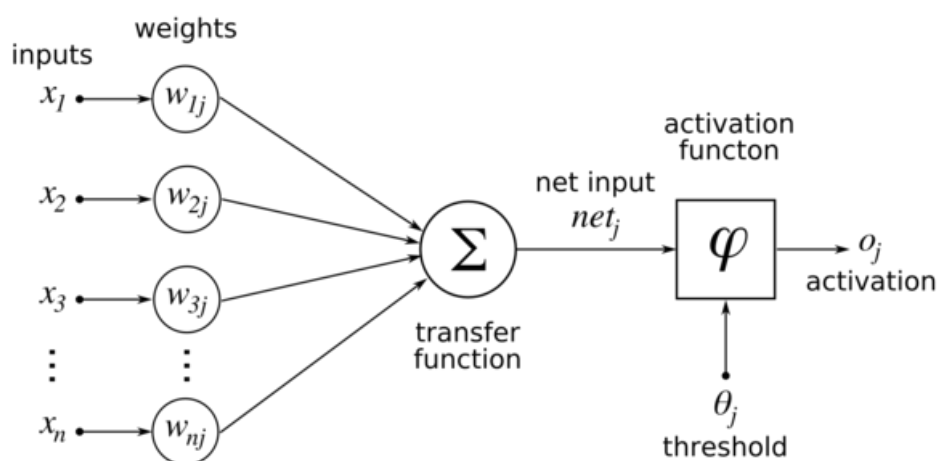 weights
inputs
x1
w1j
x2
w2j
x3
w3j
⋮ ⋮
xn
wnj
Σ
transfer
function
net input
netj
activation
functon
φ
oj
activation
θj
threshold